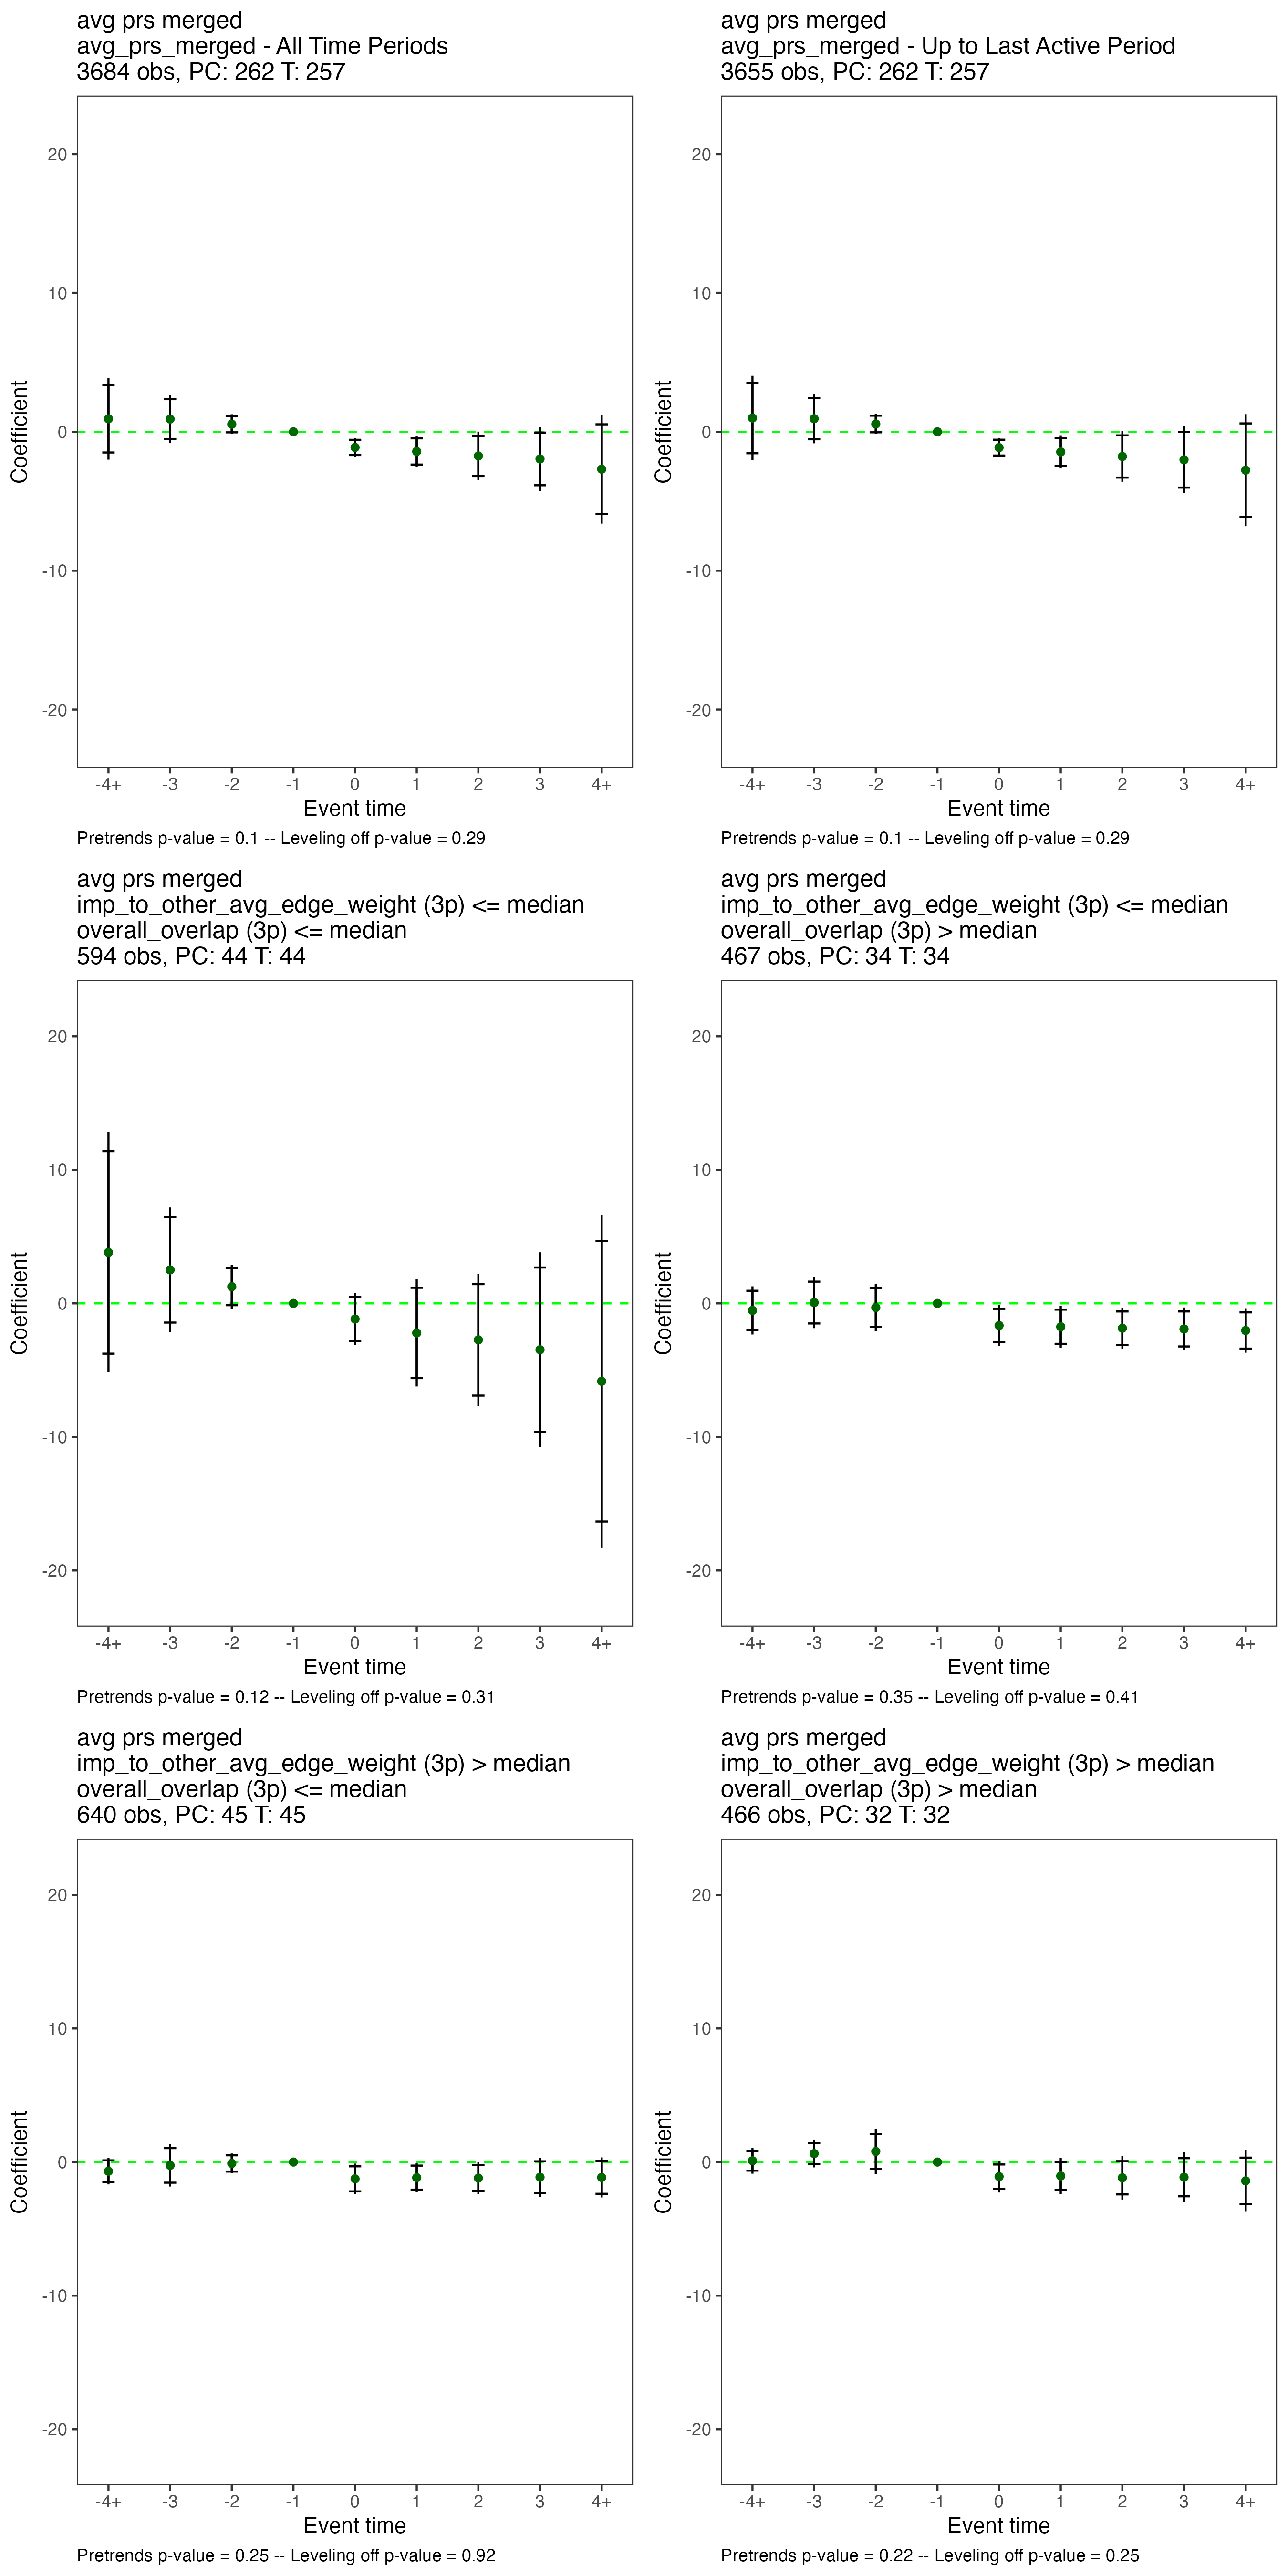 avg prs merged
avg_prs_merged - All Time Periods
3684 obs, PC: 262 T: 257
20
10
0
-10
-20
Coefficient
-4+ -3 -2 -1 0 1 2 3 4+
Event time
Pretrends p-value = 0.1 -- Leveling off p-value = 0.29
avg prs merged
avg_prs_merged - Up to Last Active Period
3655 obs, PC: 262 T: 257
20
10
0
-10
-20
Coefficient
-4+ -3 -2 -1 0 1 2 3 4+
Event time
Pretrends p-value = 0.1 -- Leveling off p-value = 0.29
avg prs merged
imp_to_other_avg_edge_weight (3p) <= median
overall_overlap (3p) <= median
594 obs, PC: 44 T: 44
20
10
0
-10
-20
Coefficient
-4+ -3 -2 -1 0 1 2 3 4+
Event time
Pretrends p-value = 0.12 -- Leveling off p-value = 0.31
avg prs merged
imp_to_other_avg_edge_weight (3p) <= median
overall_overlap (3p) > median
467 obs, PC: 34 T: 34
20
10
0
-10
-20
Coefficient
-4+ -3 -2 -1 0 1 2 3 4+
Event time
Pretrends p-value = 0.35 -- Leveling off p-value = 0.41
avg prs merged
imp_to_other_avg_edge_weight (3p) > median
overall_overlap (3p) <= median
640 obs, PC: 45 T: 45
20
10
0
-10
-20
Coefficient
-4+ -3 -2 -1 0 1 2 3 4+
Event time
Pretrends p-value = 0.25 -- Leveling off p-value = 0.92
avg prs merged
imp_to_other_avg_edge_weight (3p) > median
overall_overlap (3p) > median
466 obs, PC: 32 T: 32
20
10
0
-10
-20
Coefficient
-4+ -3 -2 -1 0 1 2 3 4+
Event time
Pretrends p-value = 0.22 -- Leveling off p-value = 0.25